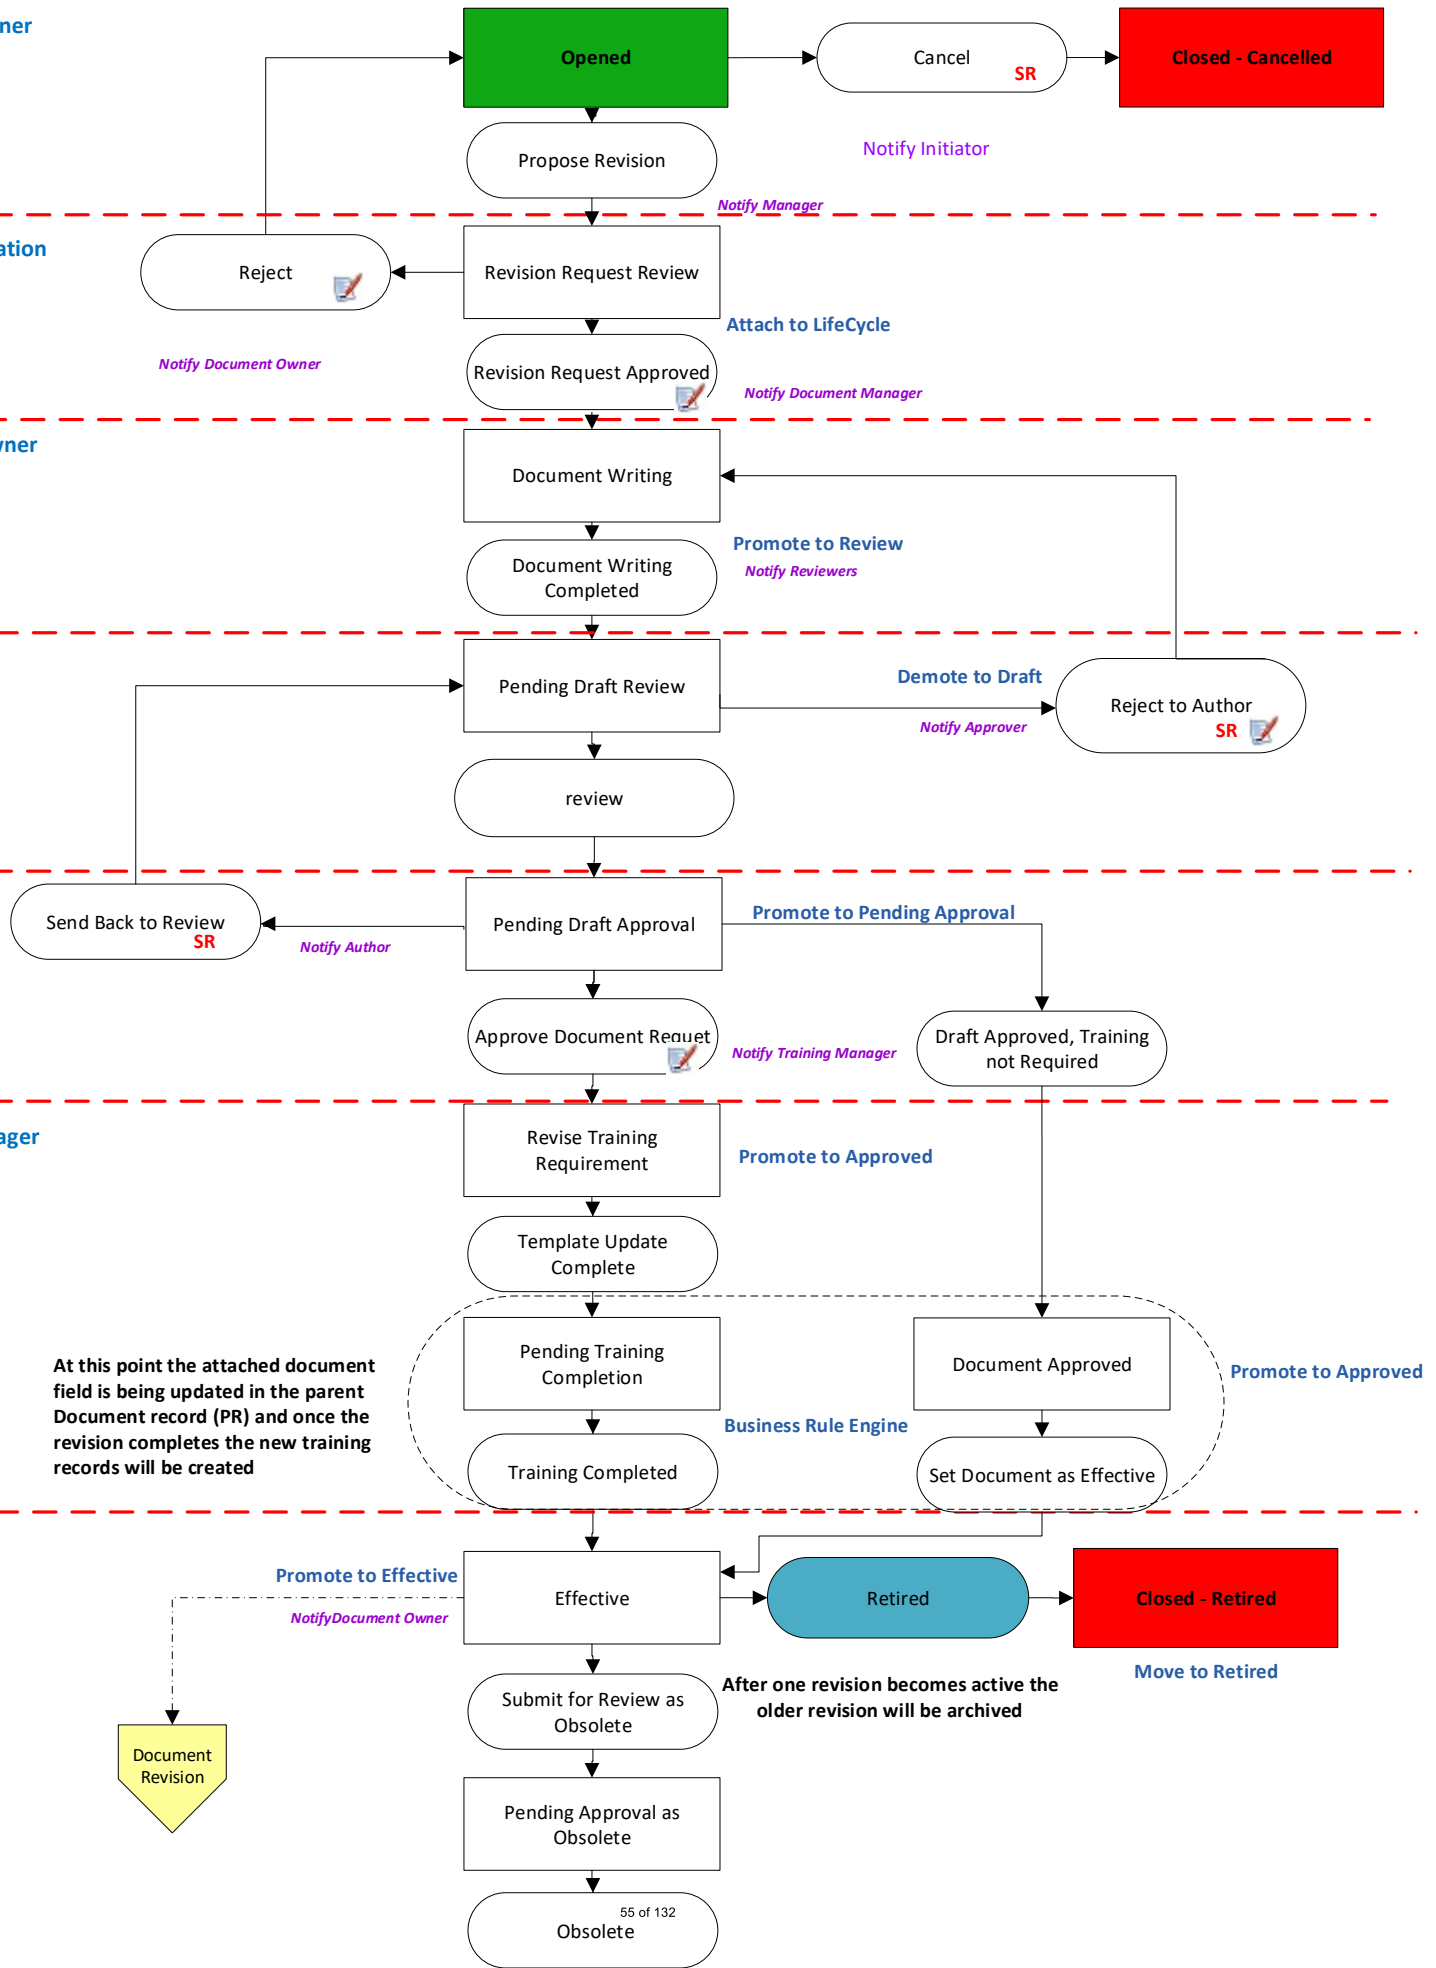 ner
Opened
Cancel
SR
Closed - Cancelled
Propose Revision
Notify Initiator
Notify Manager
ation
Reject
Revision Request Review
Attach to LifeCycle
Notify Document Owner
Revision Request Approved
Notify Document Manager
wner
Document Writing
Promote to Review
Document Writing
Completed
Notify Reviewers
Pending Draft Review
Demote to Draft
Notify Approver
Reject to Author
SR
review
Send Back to Review
SR
Notify Author
Pending Draft Approval
Promote to Pending Approval
Approve Document Requet
Notify Training Manager
Draft Approved, Training
not Required
ager
Revise Training
Requirement
Promote to Approved
Template Update
Complete
At this point the attached document
field is being updated in the parent
Document record (PR) and once the
revision completes the new training
records will be created
Pending Training
Completion
Document Approved
Promote to Approved
Business Rule Engine
Training Completed
Set Document as Effective
Promote to Effective
NotifyDocument Owner
Effective
Retired
Closed - Retired
Move to Retired
After one revision becomes active the
older revision will be archived
Submit for Review as
Obsolete
Document
Revision
Pending Approval as
Obsolete
55 of 132
Obsolete